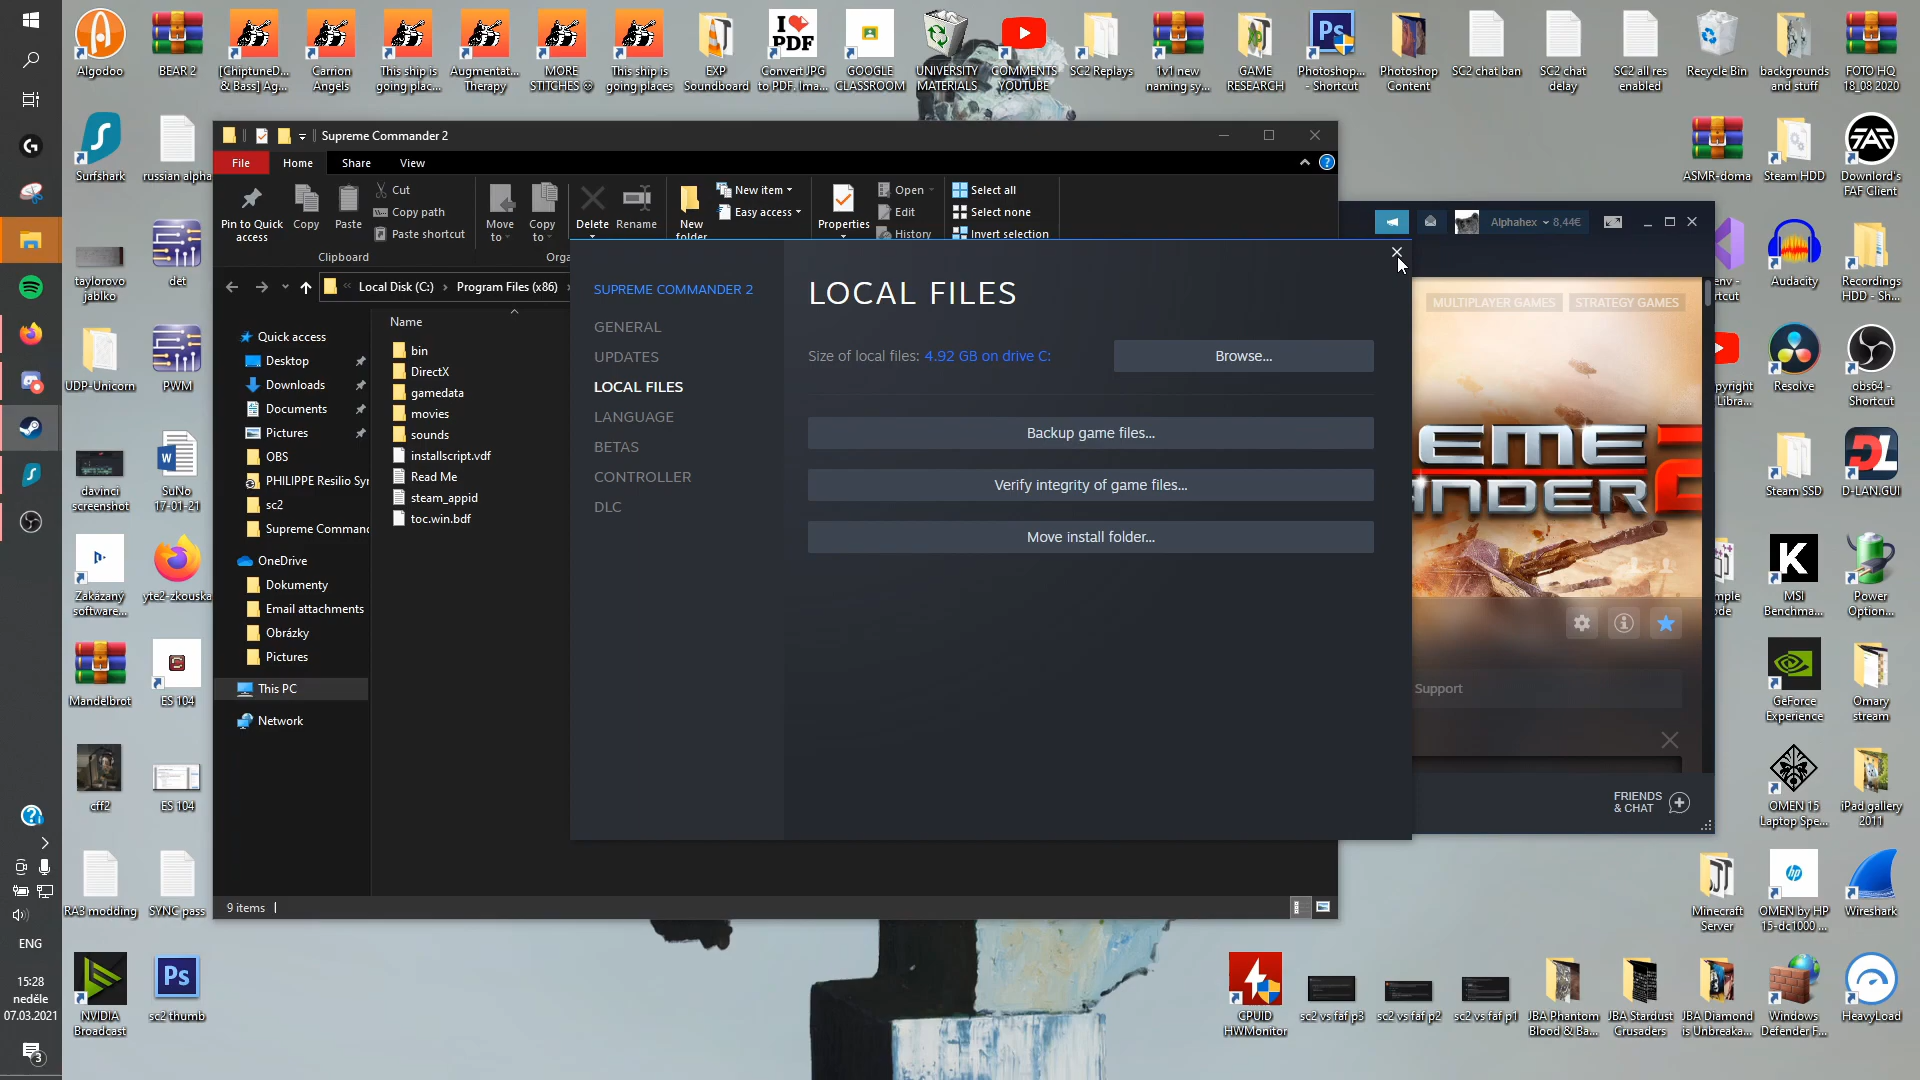 Algodoo
BEAR 2
[ChiptuneD...
& Bass] Ag...
Carrion
Angels
This ship is
going plac...
Augmentat...
Therapy
MORE
STITCHES
This ship is
going places
EXP
Soundboard
Convert JPG
to PDF. Ima...
GOOGLE
CLASSROOM
UNIVERSITY
MATERIALS
COMMENTS
YOUTUBE
SC2 Replays
1v1 new
naming sy...
GAME
RESEARCH
Photoshop...
- Shortcut
Photoshop
Content
SC2 chat ban
SC2 chat
delay
SC2 all res
enabled
Recycle Bin
backgrounds
and stuff
FOTO HQ
18_08 2020
Surfshark
russian alpha
ASMR-doma
Steam HDD
Downlord's
FAF Client
taylorovo
jablko
det
Audacity
Recordings
HDD - Sh...
UDP-Unicorn
PWM
Resolve
obs64 -
Shortcut
davinci
screenshot
SuNo
17-01-21
Steam SSD
D-LAN.GUI
Zakázaný
software...
yte2-zkouska
MSI
Benchma...
Power
Option...
Mandelbrot
ES 104
GeForce
Experience
Omary
stream
cff2
ES 104
OMEN 15
Laptop Spe...
iPad gallery
2011
RA3 modding
SYNC pass
Minecraft
Server
OMEN by HP
15-dc1000 ...
Wireshark
NVIDIA
Broadcast
sc2 thumb
CPUID
HWMonitor
sc2 vs faf p3
sc2 vs faf p2
sc2 vs faf p1
JBA Phantom
Blood & Ba...
JBA Stardust
Crusaders
JBA Diamond
is Unbreaka...
Windows
Defender F...
HeavyLoad
Supreme Commander 2
File
Home
Share
View
Pin to Quick
access
Copy
Paste
Cut
Copy path
Paste shortcut
Clipboard
Move
to
Copy
to
Delete
Rename
New
folder
New item
Easy access
Properties
Open
Edit
History
Select all
Select none
Invert selection
Orga
« Local Disk (C:) › Program Files (x86) ›
Name
Quick access
Desktop
Downloads
Documents
Pictures
OBS
PHILIPPE Resilio Syn
sc2
Supreme Command
OneDrive
Dokumenty
Email attachments
Obrázky
Pictures
This PC
Network
bin
DirectX
gamedata
movies
sounds
installscript.vdf
Read Me
steam_appid
toc.win.bdf
9 items
SUPREME COMMANDER 2
GENERAL
UPDATES
LOCAL FILES
LANGUAGE
BETAS
CONTROLLER
DLC
LOCAL FILES
Size of local files: 4.92 GB on drive C:
Browse...
Backup game files...
Verify integrity of game files...
Move install folder...
Alphahex
8,44€
MULTIPLAYER GAMES
STRATEGY GAMES
EME
NDER 2
Support
FRIENDS
& CHAT
ENG
15:28
neděle
07.03.2021
3